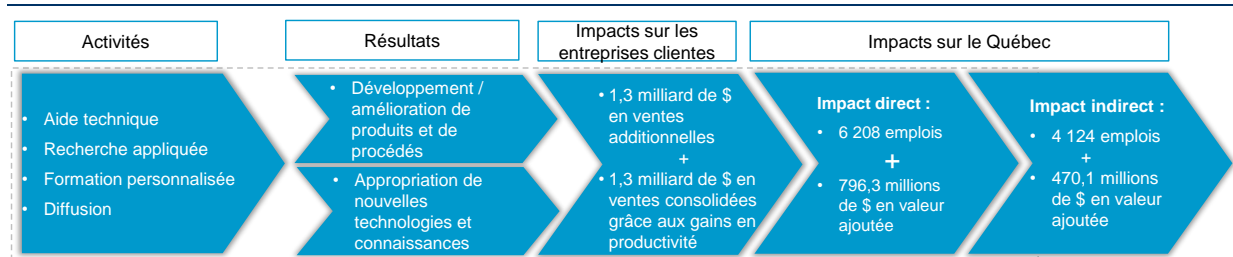 Activités
Résultats
Impacts sur les
entreprises clientes
Impacts sur le Québec
• Aide technique
• Recherche appliquée
• Formation personnalisée
• Diffusion
• Développement /
amélioration de
produits et de
procédés
• Appropriation de
nouvelles
technologies et
connaissances
• 1,3 milliard de $
en ventes
additionnelles
+
• 1,3 milliard de $ en
ventes consolidées
grâce aux gains en
productivité
Impact direct :
• 6 208 emplois
+
• 796,3 millions
de $ en valeur
ajoutée
Impact indirect :
• 4 124 emplois
+
• 470,1 millions
de $ en valeur
ajoutée